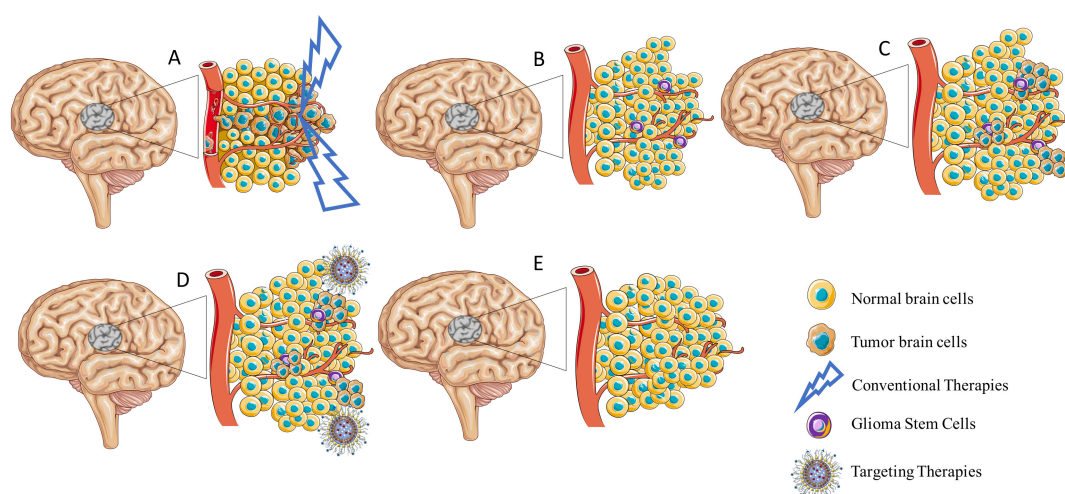 A
B
C
D
E
Normal brain cells
Tumor brain cells
Conventional Therapies
Glioma Stem Cells
Targeting Therapies